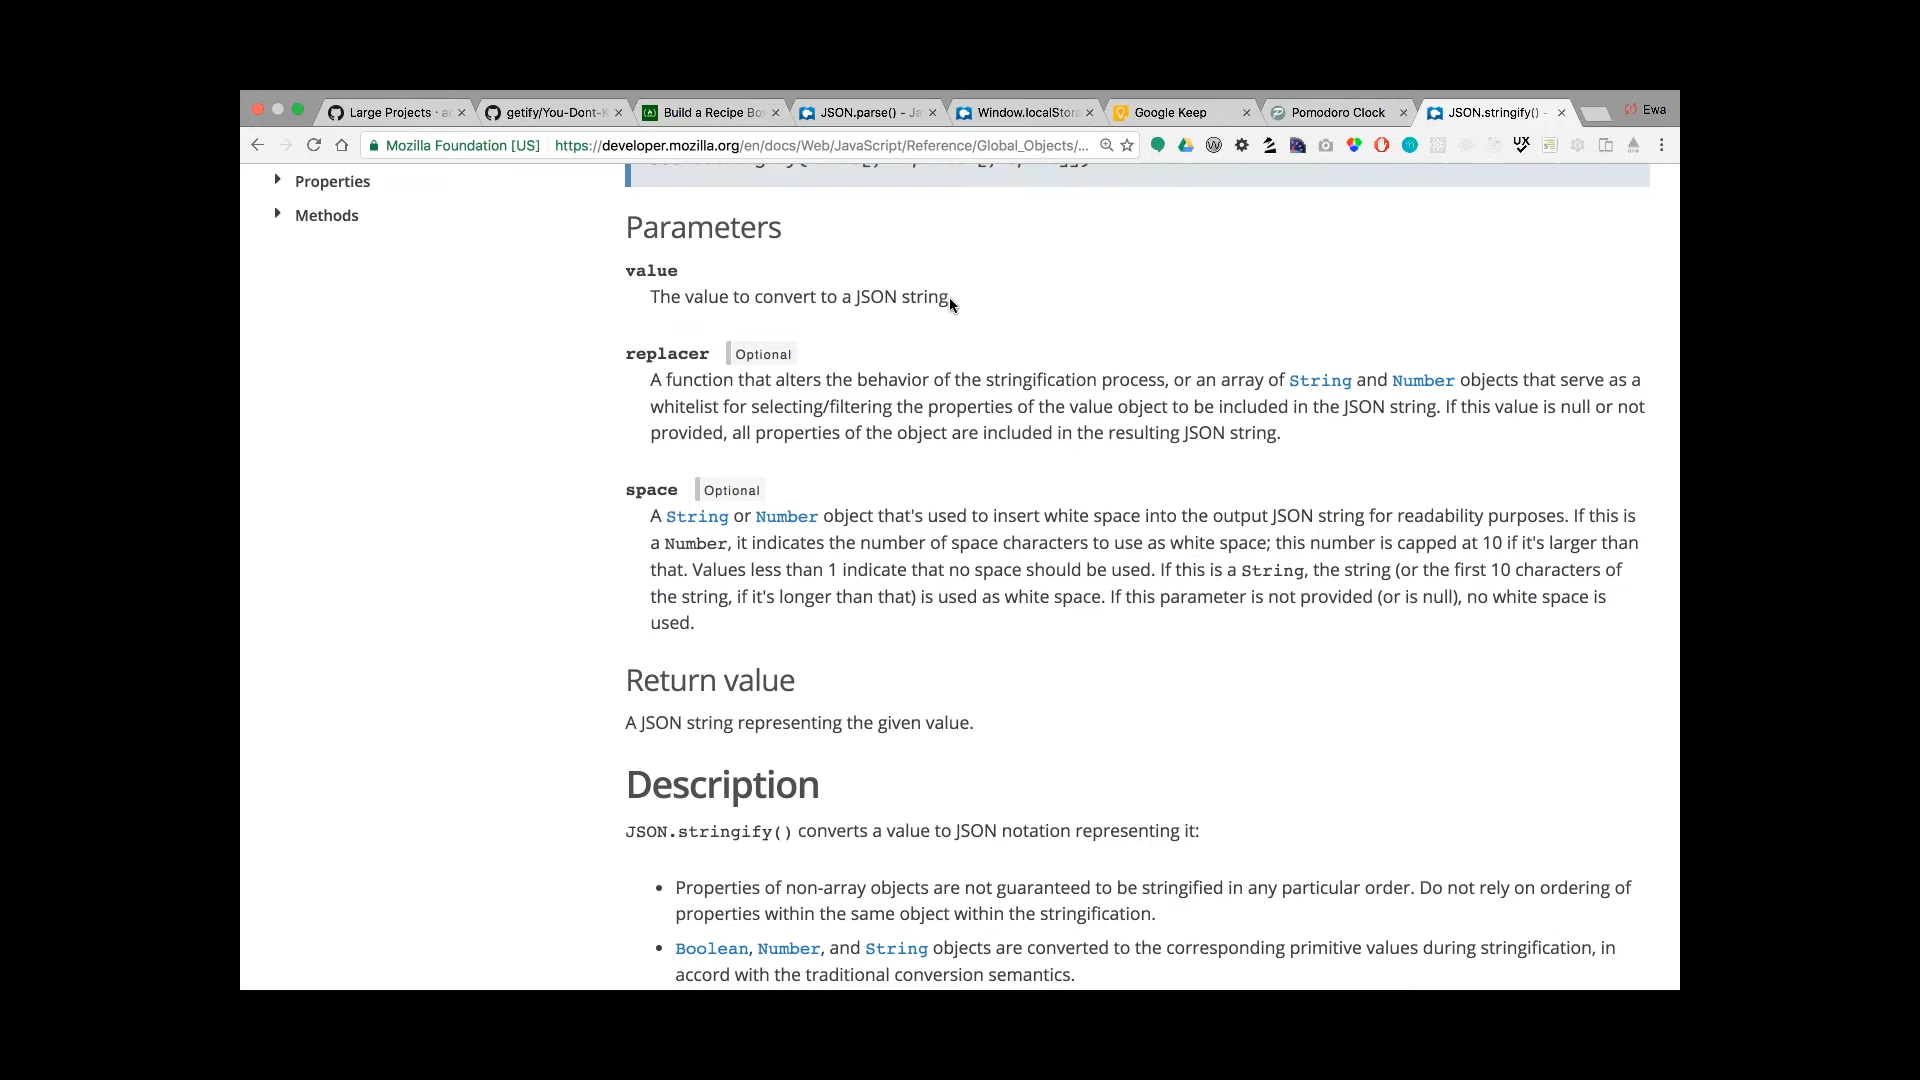 Large Projects · a
getify/You-Dont-K
Build a Recipe Bo
JSON.parse() - Ja
Window.localStora
Google Keep
Pomodoro Clock
JSON.stringify() -
Ewa
Mozilla Foundation [US]
https://developer.mozilla.org/en/docs/Web/JavaScript/Reference/Global_Objects/...
Properties
Methods
Parameters
value
The value to convert to a JSON string.
replacer Optional
A function that alters the behavior of the stringification process, or an array of String and Number objects that serve as a
whitelist for selecting/filtering the properties of the value object to be included in the JSON string. If this value is null or not
provided, all properties of the object are included in the resulting JSON string.
space Optional
A String or Number object that's used to insert white space into the output JSON string for readability purposes. If this is
a Number, it indicates the number of space characters to use as white space; this number is capped at 10 if it's larger than
that. Values less than 1 indicate that no space should be used. If this is a String, the string (or the first 10 characters of
the string, if it's longer than that) is used as white space. If this parameter is not provided (or is null), no white space is
used.
Return value
A JSON string representing the given value.
Description
JSON.stringify() converts a value to JSON notation representing it:
• Properties of non-array objects are not guaranteed to be stringified in any particular order. Do not rely on ordering of
properties within the same object within the stringification.
• Boolean, Number, and String objects are converted to the corresponding primitive values during stringification, in
accord with the traditional conversion semantics.